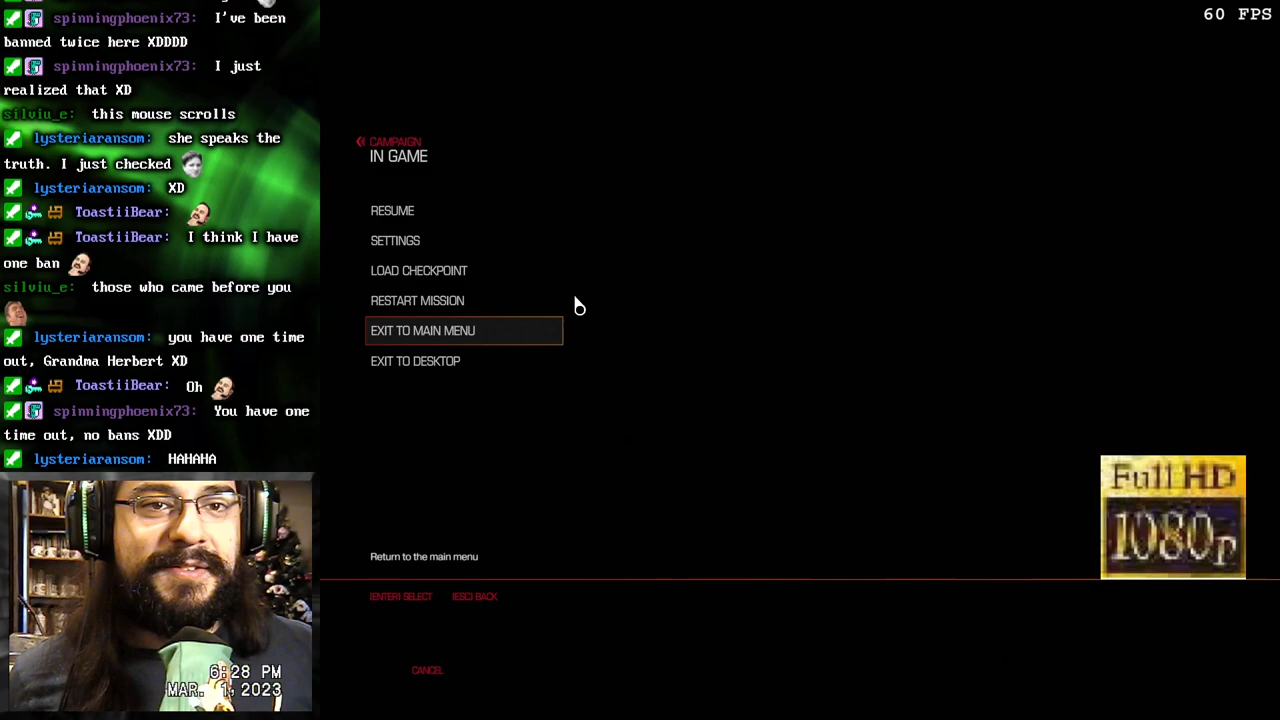 spinningphoenix73: I've been
banned twice here XDDDD
spinningphoenix73: I just
realized that XD
silviu_e: this mouse scrolls
lysteriaransom: she speaks the
truth. I just checked
lysteriaransom: XD
ToastiiBear:
ToastiiBear: I think I have
one ban
silviu_e: those who came before you
lysteriaransom: you have one time
out, Grandma Herbert XD
ToastiiBear: Oh
spinningphoenix73: You have one
time out, no bans XDD
lysteriaransom: HAHAHA
6:28 PM
MAR. 1, 2023
60 FPS
CAMPAIGN
IN GAME
RESUME
SETTINGS
LOAD CHECKPOINT
RESTART MISSION
EXIT TO MAIN MENU
EXIT TO DESKTOP
Return to the main menu
[ENTER] SELECT [ESC] BACK
CANCEL
Full HD
1080p